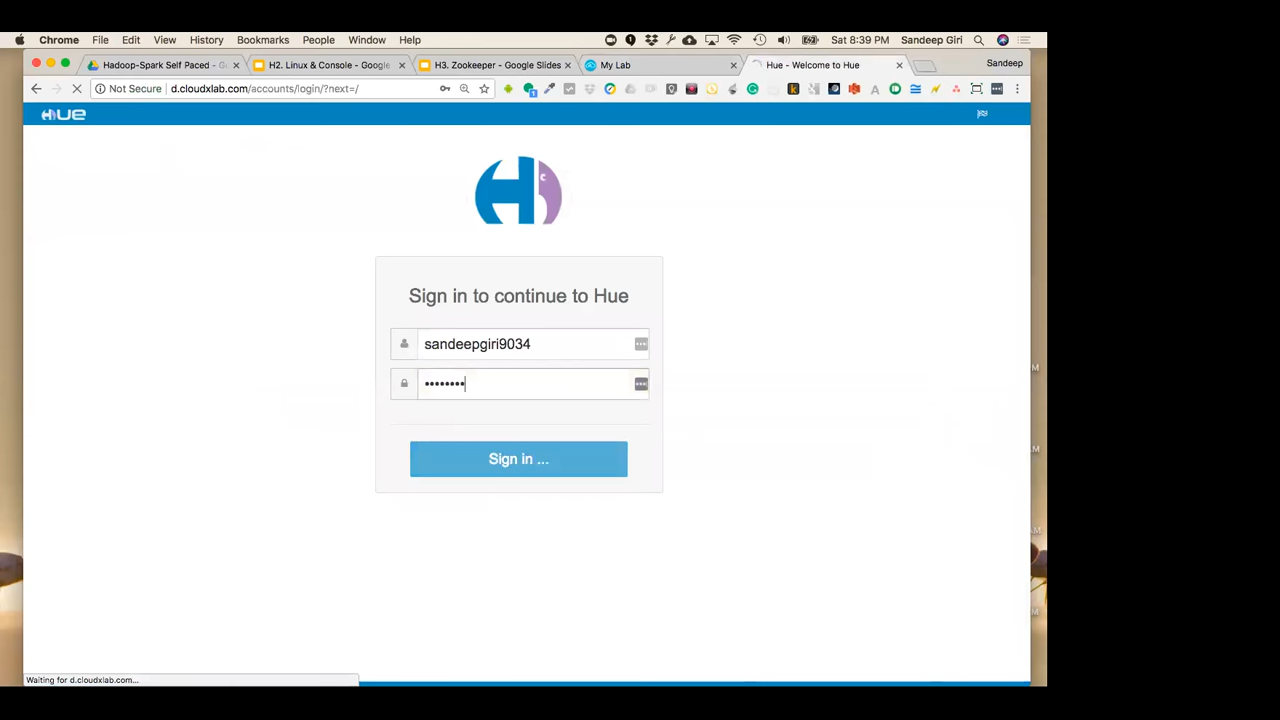 Chrome File Edit View History Bookmarks People Window Help Sat 8:39 PM Sandeep Giri
Hadoop-Spark Self Paced - G H2. Linux & Console - Google H3. Zookeeper - Google Slides My Lab Hue - Welcome to Hue Sandeep
Not Secure d.cloudxlab.com/accounts/login/?next=/
HUE
H
Sign in to continue to Hue
sandeepgiri9034
••••••••
Sign in ...
Waiting for d.cloudxlab.com...